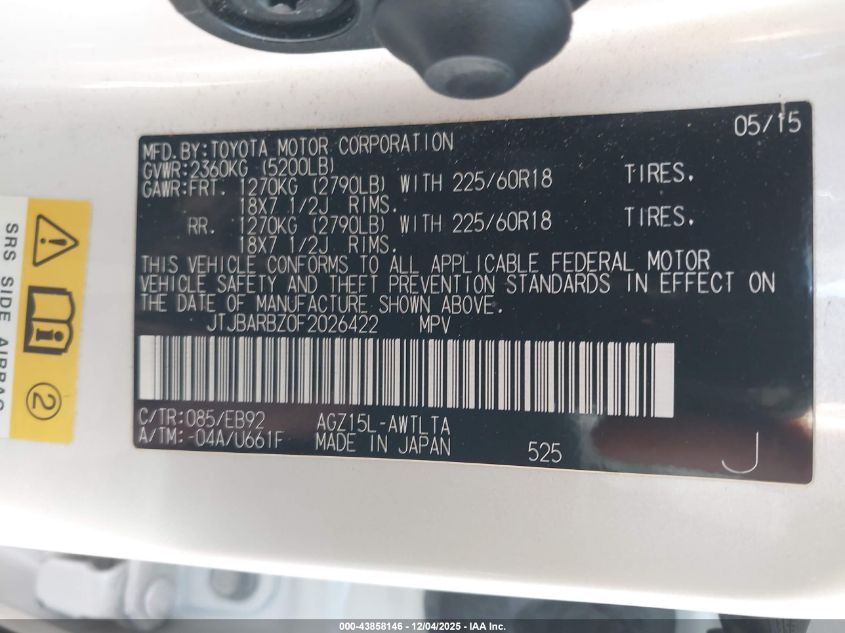 05/15
MFD.BY:TOYOTA MOTOR CORPORATION
GVWR:2360KG (5200LB)
GAWR:FRT. 1270KG (2790LB) WITH 225/60R18 TIRES.
18X7 1/2J RIMS.
RR. 1270KG (2790LB) WITH 225/60R18 TIRES.
18X7 1/2J RIMS.
THIS VEHICLE CONFORMS TO ALL APPLICABLE FEDERAL MOTOR
VEHICLE SAFETY AND THEFT PREVENTION STANDARDS IN EFFECT ON
THE DATE OF MANUFACTURE SHOWN ABOVE.
JTJBARBZ0F2026422 MPV
C/TR:085/EB92 AGZ15L-AWTLTA
A/TM:-04A/U661F MADE IN JAPAN 525
J
SRS SIDE AIRBAG
2
000-43858146 - 12/04/2025 - IAA Inc.